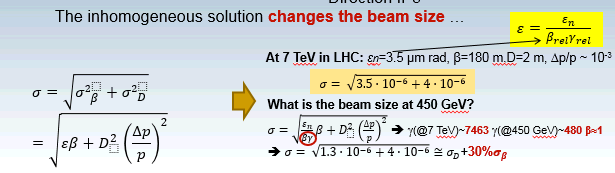 The inhomogeneous solution changes the beam size ...
ε = εn / βrelγrel
At 7 TeV in LHC: εn=3.5 μm rad, β=180 m.D=2 m, Δp/p ~ 10-3
σ = √3.5 · 10−6 + 4 · 10−6
σ = √σ2β + σ2D
= √εβ + D2 (Δp/p)2
What is the beam size at 450 GeV?
σ = √εn/βγ β + D2 (Δp/p)2 ➔ γ(@7 TeV)~7463 γ(@450 GeV)~480 β≈1
➔ σ = √1.3 · 10−6 + 4 · 10−6 ≅ σD+30%σβ